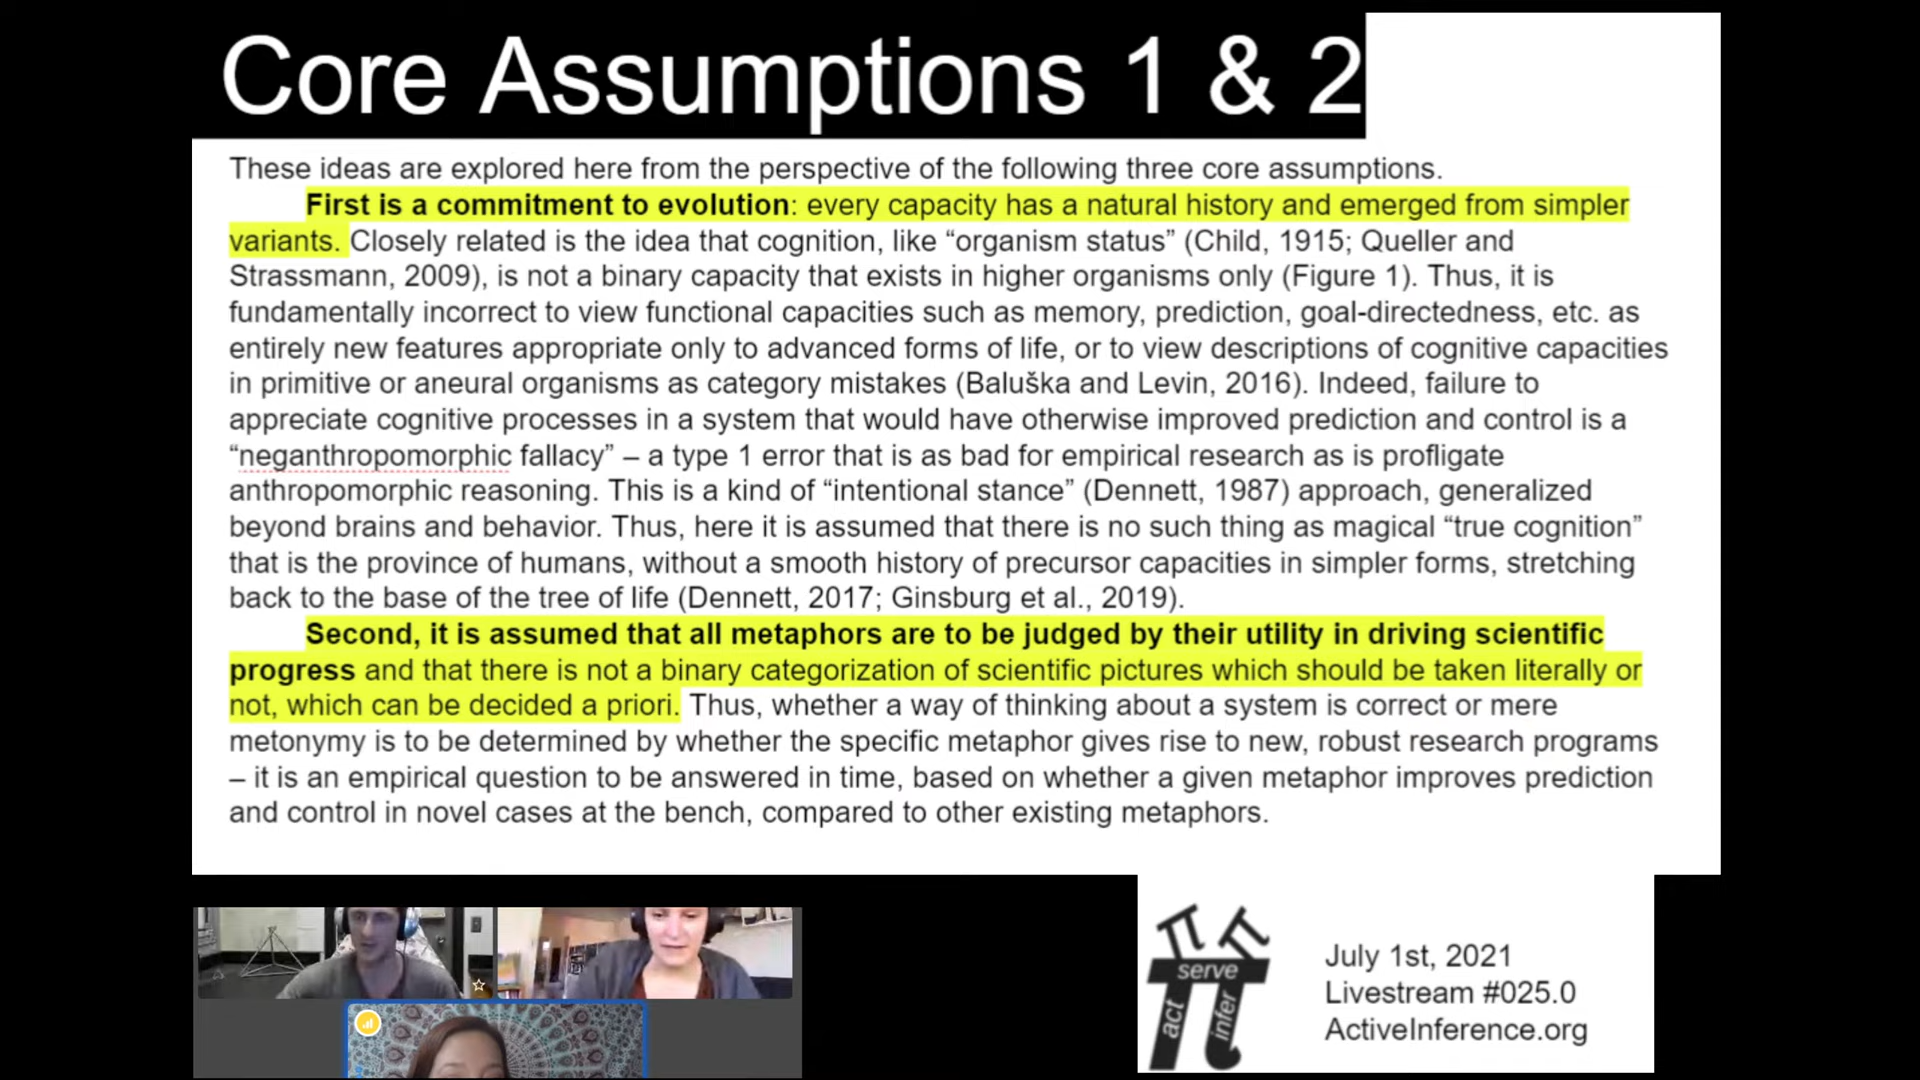 Core Assumptions 1 & 2
These ideas are explored here from the perspective of the following three core assumptions.
First is a commitment to evolution: every capacity has a natural history and emerged from simpler
variants. Closely related is the idea that cognition, like “organism status” (Child, 1915; Queller and
Strassmann, 2009), is not a binary capacity that exists in higher organisms only (Figure 1). Thus, it is
fundamentally incorrect to view functional capacities such as memory, prediction, goal-directedness, etc. as
entirely new features appropriate only to advanced forms of life, or to view descriptions of cognitive capacities
in primitive or aneural organisms as category mistakes (Baluška and Levin, 2016). Indeed, failure to
appreciate cognitive processes in a system that would have otherwise improved prediction and control is a
“neganthropomorphic fallacy” – a type 1 error that is as bad for empirical research as is profligate
anthropomorphic reasoning. This is a kind of “intentional stance” (Dennett, 1987) approach, generalized
beyond brains and behavior. Thus, here it is assumed that there is no such thing as magical “true cognition”
that is the province of humans, without a smooth history of precursor capacities in simpler forms, stretching
back to the base of the tree of life (Dennett, 2017; Ginsburg et al., 2019).
Second, it is assumed that all metaphors are to be judged by their utility in driving scientific
progress and that there is not a binary categorization of scientific pictures which should be taken literally or
not, which can be decided a priori. Thus, whether a way of thinking about a system is correct or mere
metonymy is to be determined by whether the specific metaphor gives rise to new, robust research programs
– it is an empirical question to be answered in time, based on whether a given metaphor improves prediction
and control in novel cases at the bench, compared to other existing metaphors.
serve
act
infer
July 1st, 2021
Livestream #025.0
ActiveInference.org